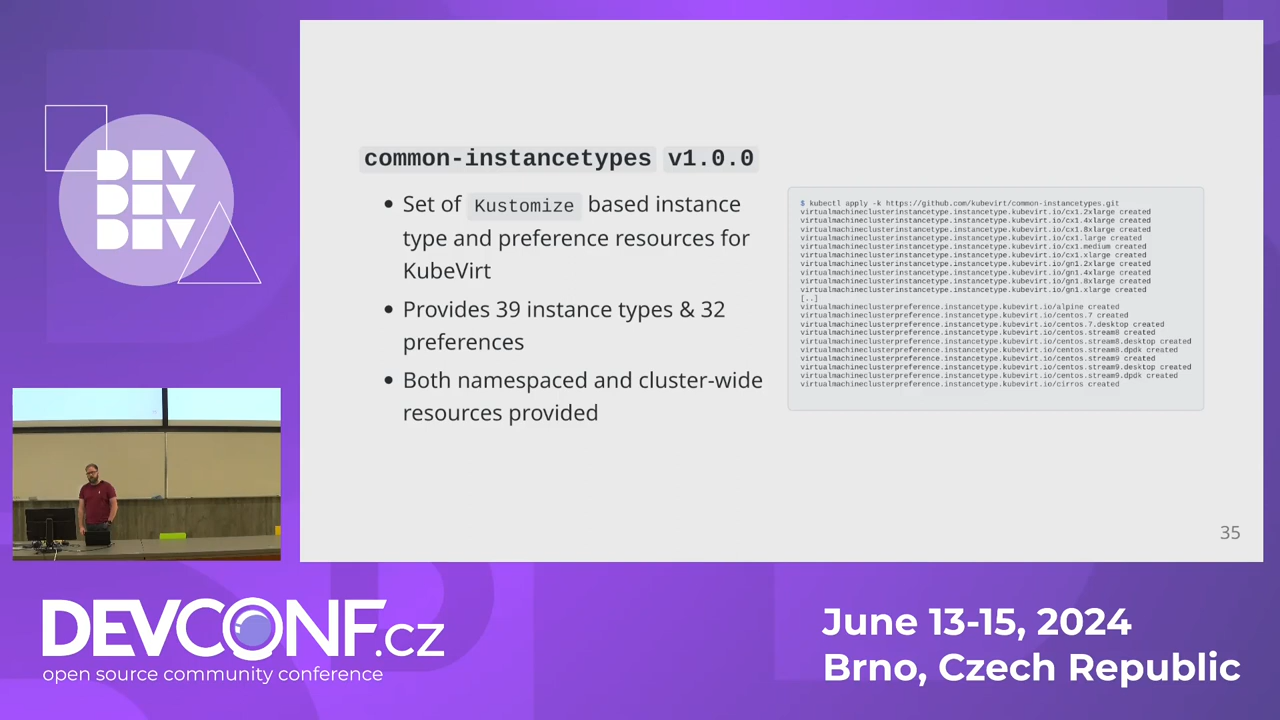 DEV
DEV
DEV
common-instancetypes v1.0.0
Set of Kustomize based instance
type and preference resources for
KubeVirt
Provides 39 instance types & 32
preferences
Both namespaced and cluster-wide
resources provided
$ kubectl apply -k https://github.com/kubevirt/common-instancetypes.git
virtualmachineclusterinstancetype.instancetype.kubevirt.io/cx1.2xlarge created
virtualmachineclusterinstancetype.instancetype.kubevirt.io/cx1.4xlarge created
virtualmachineclusterinstancetype.instancetype.kubevirt.io/cx1.8xlarge created
virtualmachineclusterinstancetype.instancetype.kubevirt.io/cx1.large created
virtualmachineclusterinstancetype.instancetype.kubevirt.io/cx1.medium created
virtualmachineclusterinstancetype.instancetype.kubevirt.io/cx1.xlarge created
virtualmachineclusterinstancetype.instancetype.kubevirt.io/gn1.2xlarge created
virtualmachineclusterinstancetype.instancetype.kubevirt.io/gn1.4xlarge created
virtualmachineclusterinstancetype.instancetype.kubevirt.io/gn1.8xlarge created
virtualmachineclusterinstancetype.instancetype.kubevirt.io/gn1.xlarge created
[..]
virtualmachineclusterpreference.instancetype.kubevirt.io/alpine created
virtualmachineclusterpreference.instancetype.kubevirt.io/centos.7 created
virtualmachineclusterpreference.instancetype.kubevirt.io/centos.7.desktop created
virtualmachineclusterpreference.instancetype.kubevirt.io/centos.stream8 created
virtualmachineclusterpreference.instancetype.kubevirt.io/centos.stream8.desktop created
virtualmachineclusterpreference.instancetype.kubevirt.io/centos.stream8.dpdk created
virtualmachineclusterpreference.instancetype.kubevirt.io/centos.stream9 created
virtualmachineclusterpreference.instancetype.kubevirt.io/centos.stream9.desktop created
virtualmachineclusterpreference.instancetype.kubevirt.io/centos.stream9.dpdk created
virtualmachineclusterpreference.instancetype.kubevirt.io/cirros created
35
DEVCONF.cz
open source community conference
June 13-15, 2024
Brno, Czech Republic